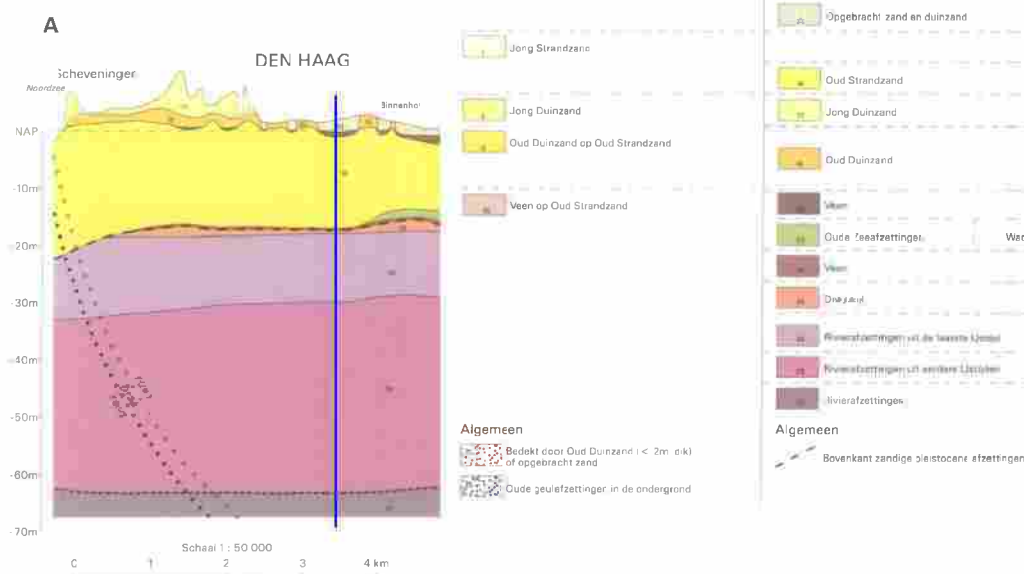 A
DEN HAAG
Scheveningen
Noordzee
Binnenhof
NAP
-10m
-20m
-30m
-40m
-50m
-60m
-70m
Schaal 1 : 50 000
0 1 2 3 4 km
Jong Strandzand
Jong Duinzand
Oud Duinzand op Oud Strandzand
Veen op Oud Strandzand
Algemeen
Bedekt door Oud Duinzand (< 2m dik)
of opgebracht zand
Oude geulafzettingen in de ondergrond
Opgebracht zand en duinzand
Oud Strandzand
Jong Duinzand
Oud Duinzand
Veen
Oude Zeeafzettingen
Veen
Dekzand
Rivierafzettingen uit de laatste IJstijd
Rivierafzettingen uit eerdere IJstijden
Rivierafzettingen
Algemeen
Bovenkant zandige pleistocene afzettingen